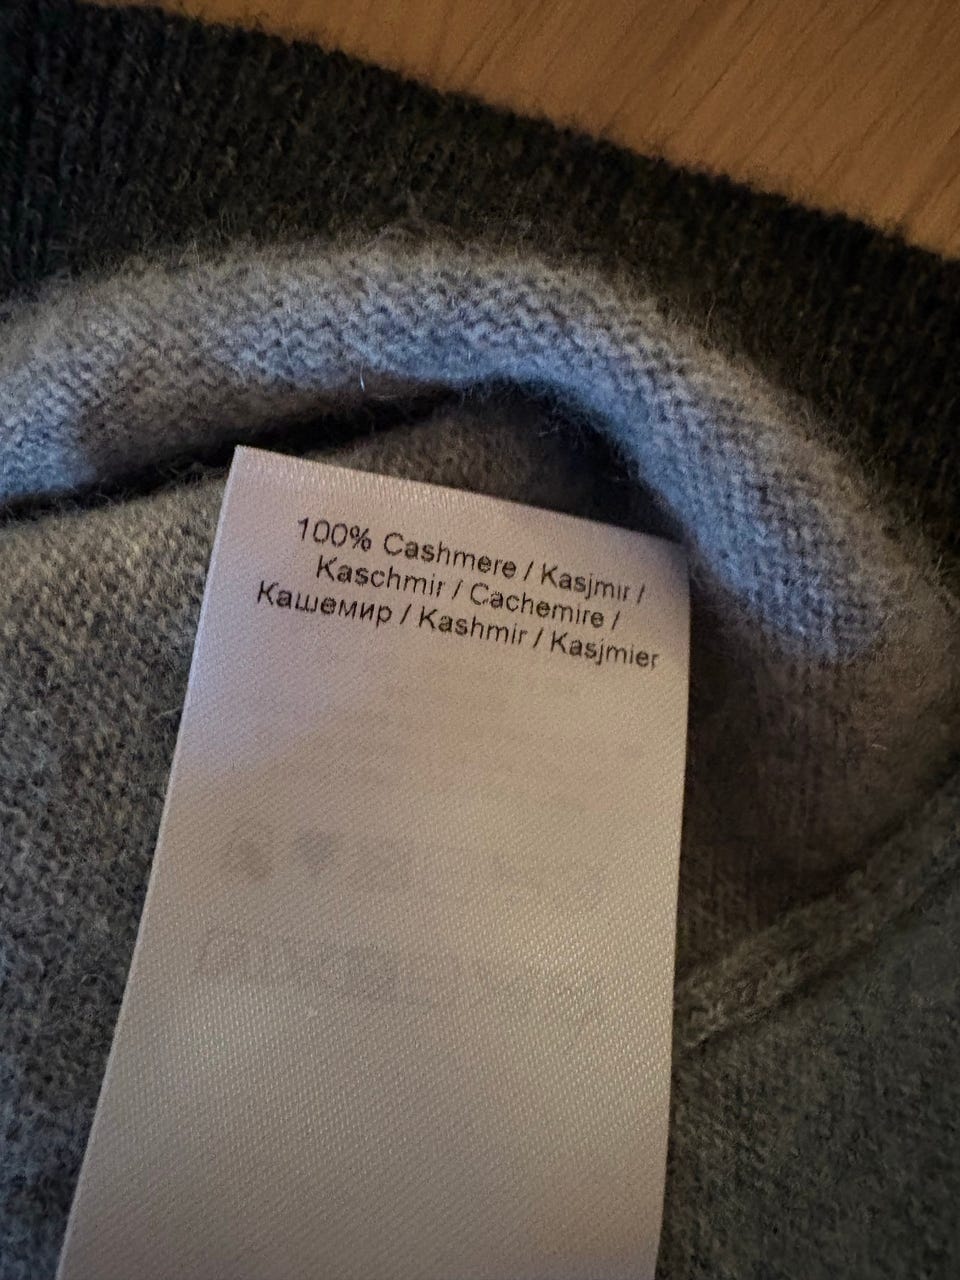 100% Cashmere / Kasjmir /
Kaschmir / Cachemire /
Кашемир / Kashmir / Kasjmier